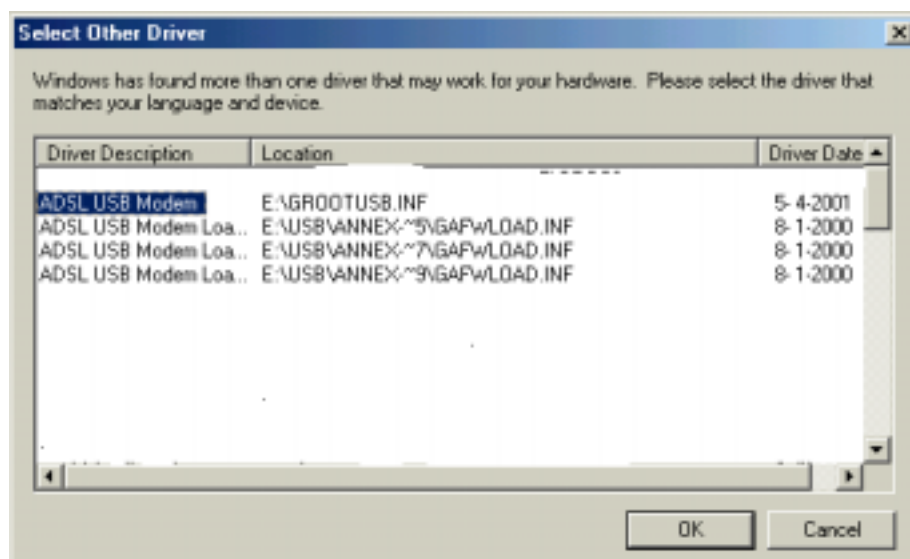 Select Other Driver
Windows has found more than one driver that may work for your hardware. Please select the driver that
matches your language and device.
Driver Description Location Driver Date
ADSL USB Modem E:\GROOTUSB.INF 5- 4-2001
ADSL USB Modem Loa... E:\USB\ANNEX-~5\GAFWLOAD.INF 8- 1-2000
ADSL USB Modem Loa... E:\USB\ANNEX-~7\GAFWLOAD.INF 8- 1-2000
ADSL USB Modem Loa... E:\USB\ANNEX-~9\GAFWLOAD.INF 8- 1-2000
OK Cancel